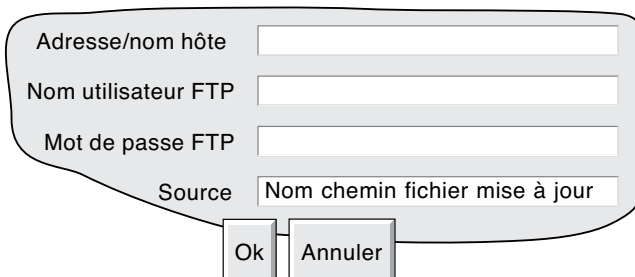 Adresse/nom hôte
Nom utilisateur FTP
Mot de passe FTP
Source Nom chemin fichier mise à jour
Ok Annuler